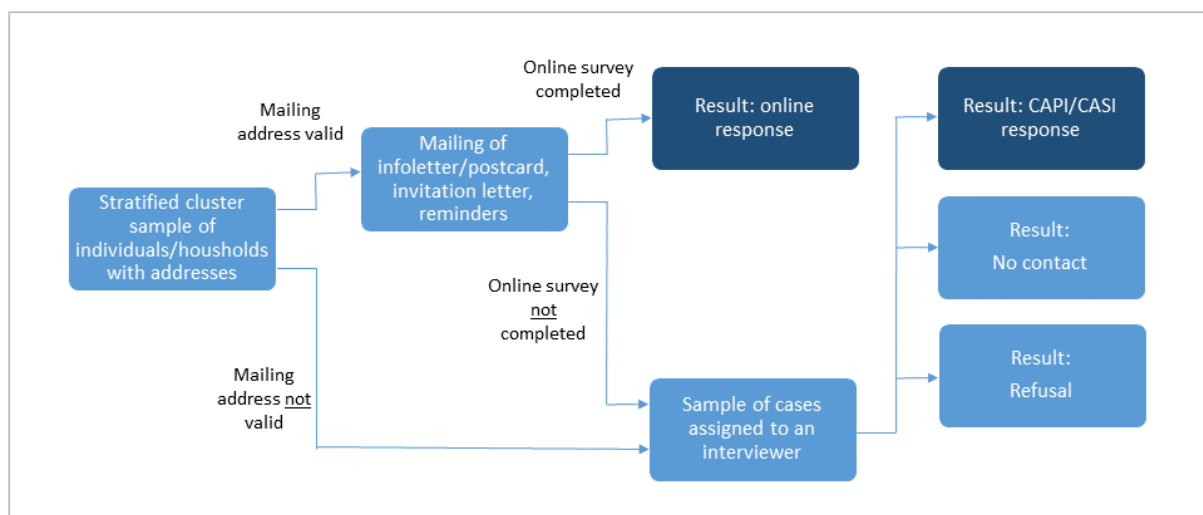 Mailing
address valid
Online survey
completed
Stratified cluster
sample of
individuals/housholds
with addresses
Mailing of
infoletter/postcard,
invitation letter,
reminders
Result: online
response
Result: CAPI/CASI
response
Result:
No contact
Online survey
not
completed
Result:
Refusal
Mailing
address not
valid
Sample of cases
assigned to an
interviewer